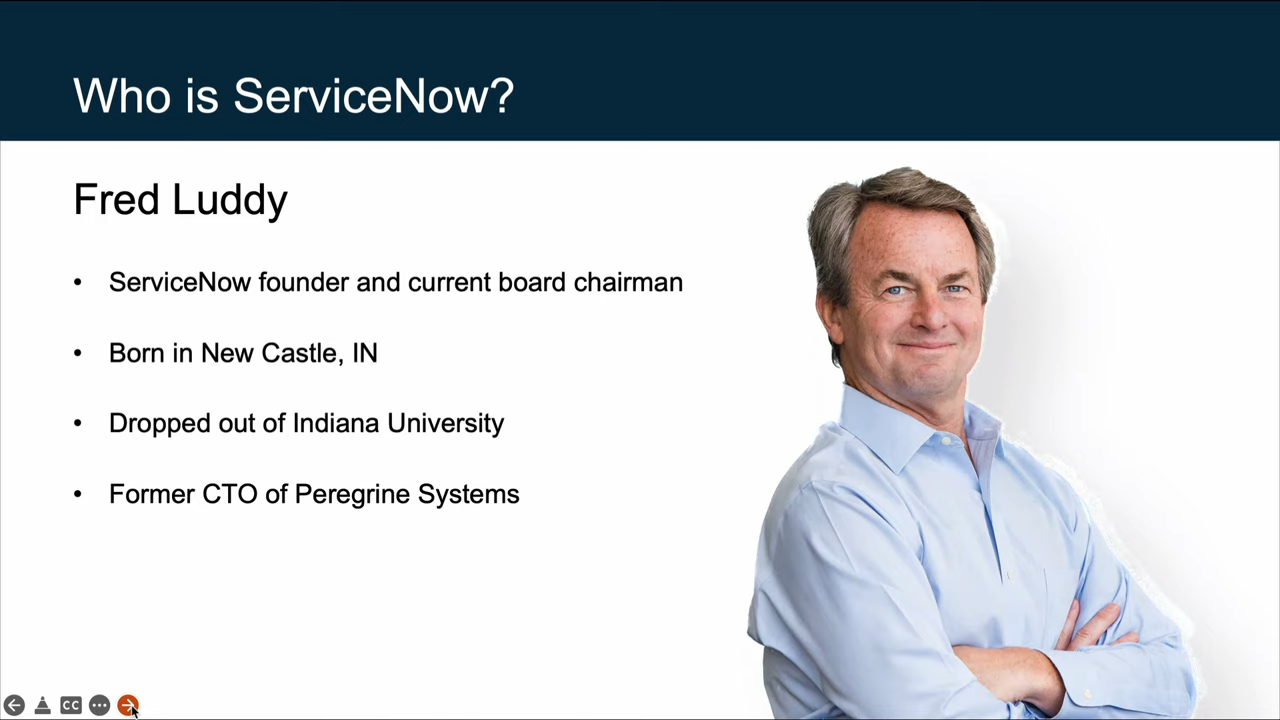 Who is ServiceNow?
Fred Luddy
• ServiceNow founder and current board chairman
• Born in New Castle, IN
• Dropped out of Indiana University
• Former CTO of Peregrine Systems
CC